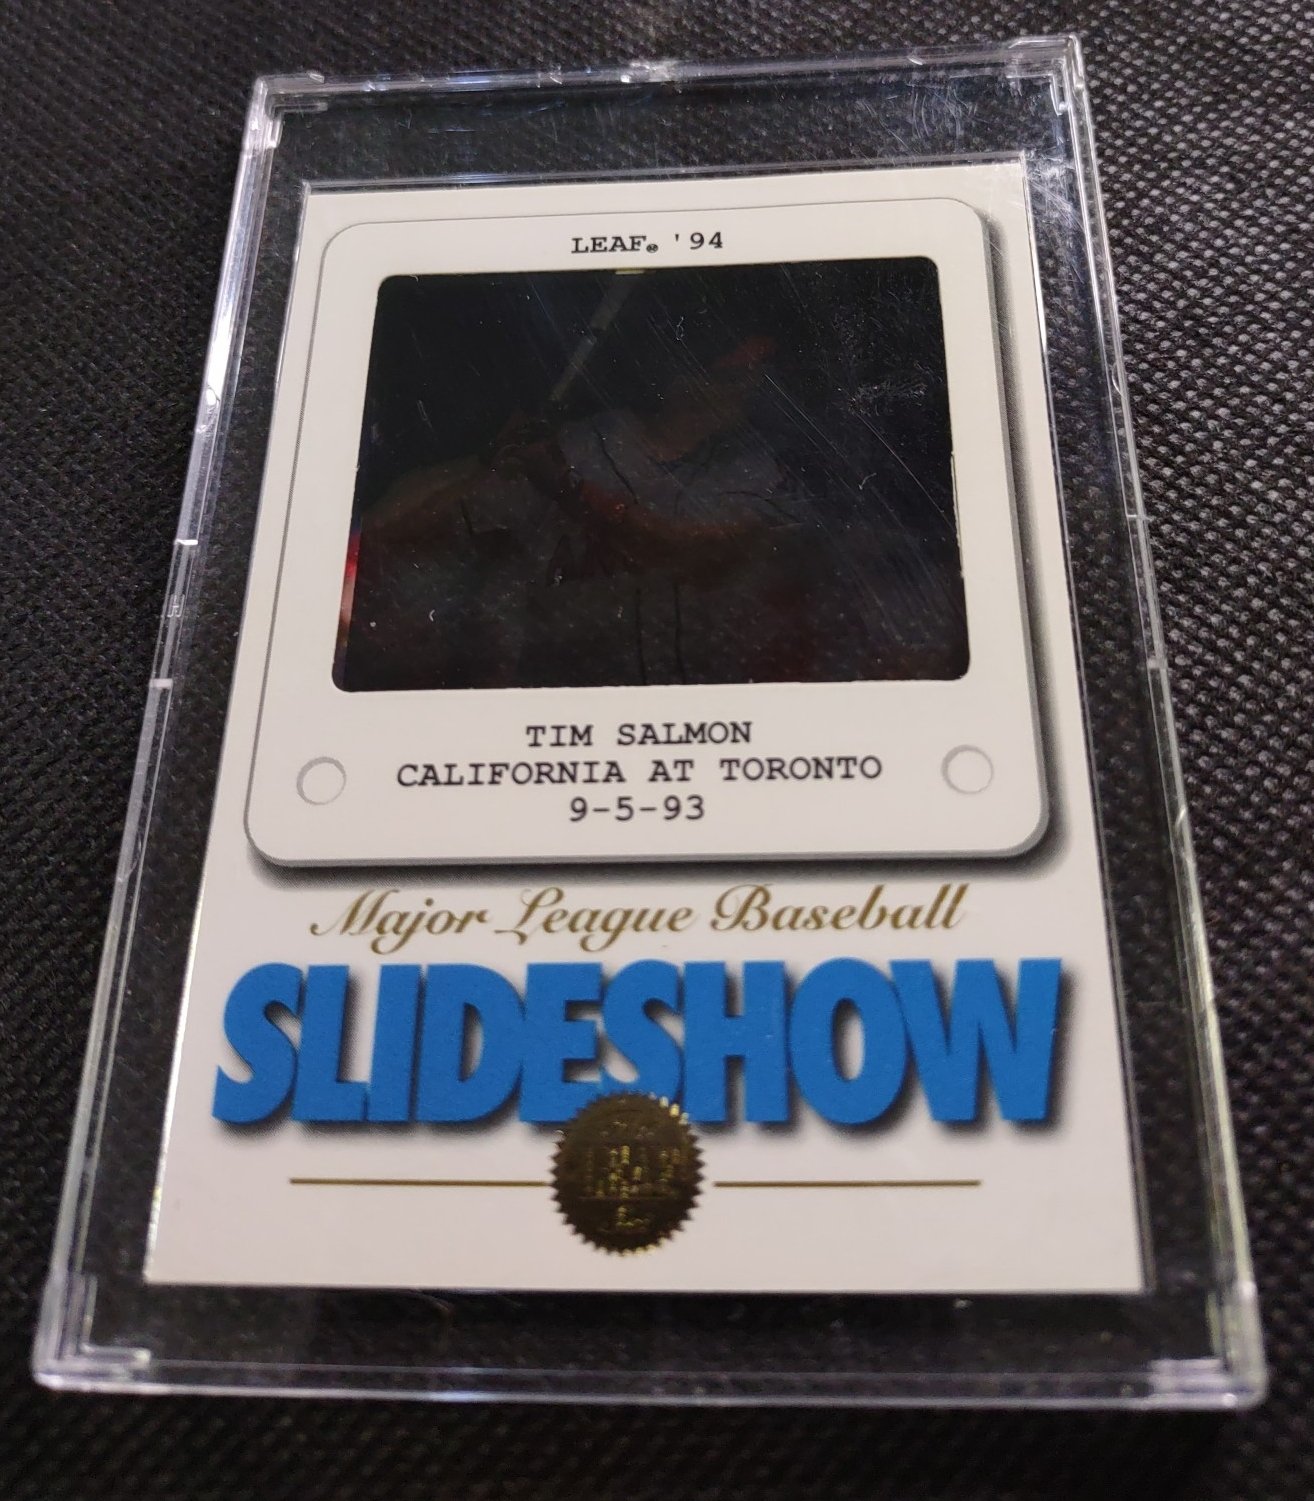 LEAF® '94
TIM SALMON
CALIFORNIA AT TORONTO
9-5-93
Major League Baseball
SLIDESHOW